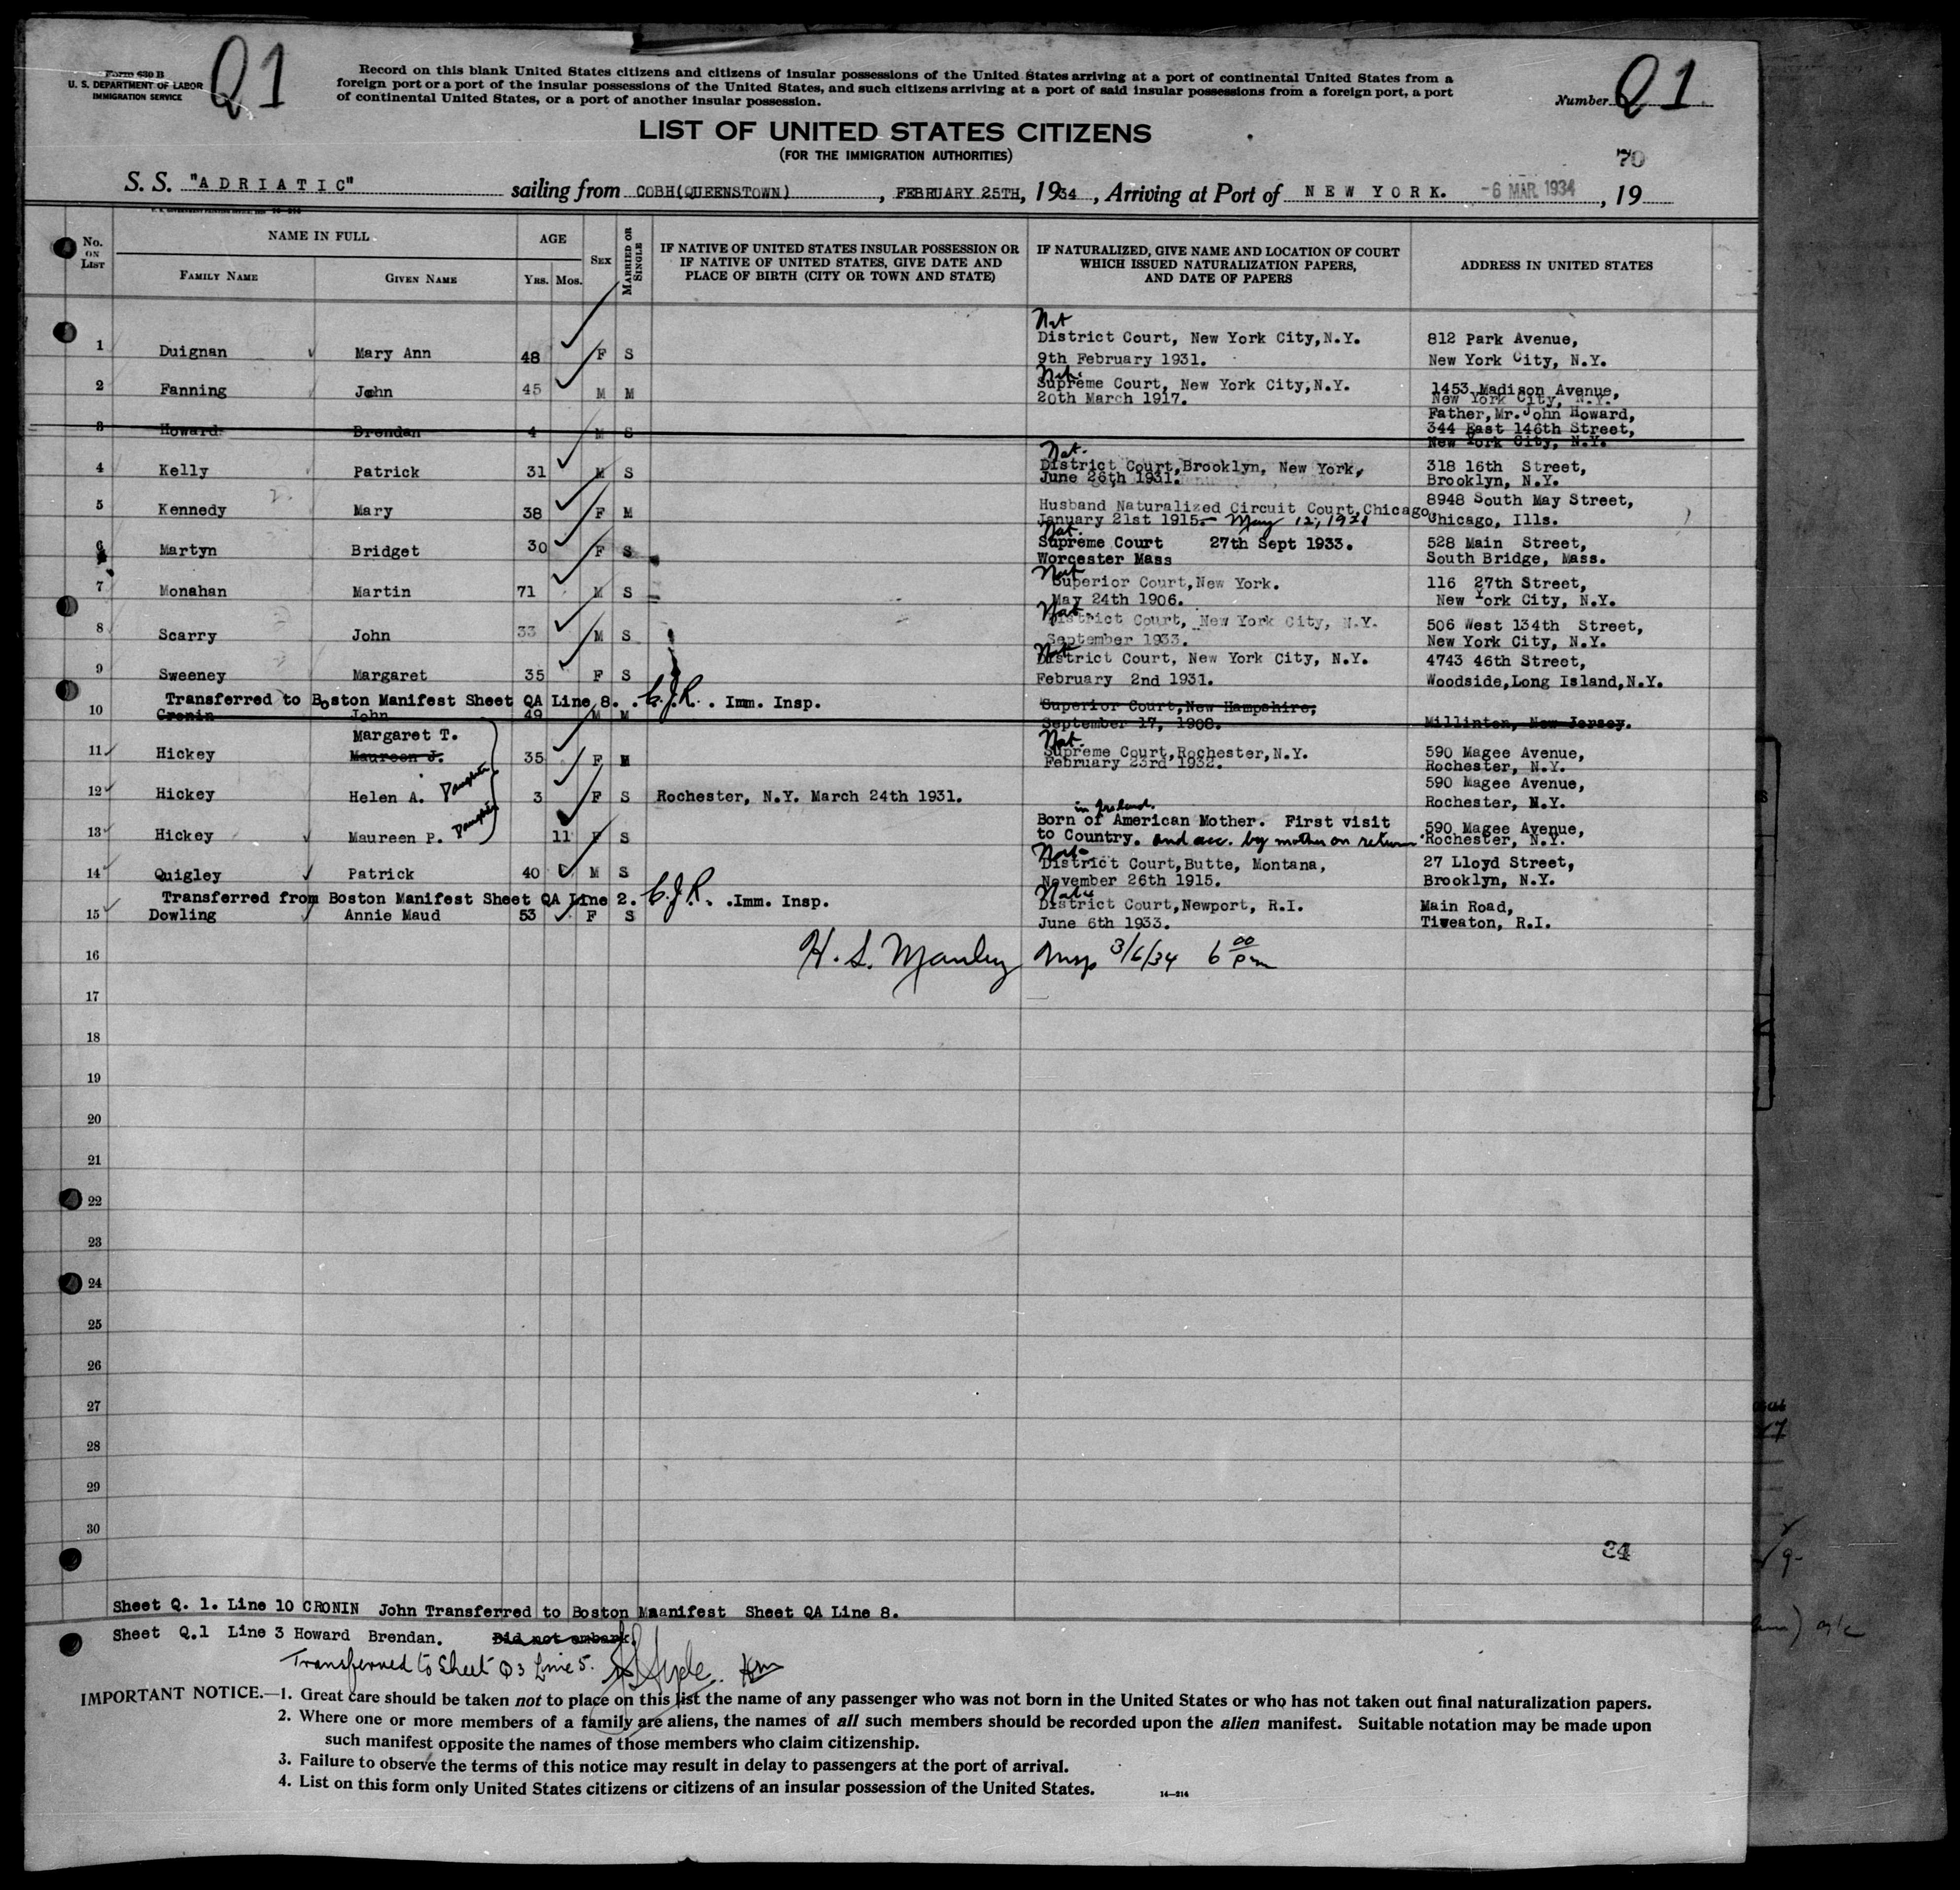 Form 630 B
U. S. DEPARTMENT OF LABOR
IMMIGRATION SERVICE
Q1
Record on this blank United States citizens and citizens of insular possessions of the United States arriving at a port of continental United States from a
foreign port or a port of the insular possessions of the United States, and such citizens arriving at a port of said insular possessions from a foreign port, a port
of continental United States, or a port of another insular possession.
Number Q1
LIST OF UNITED STATES CITIZENS
(FOR THE IMMIGRATION AUTHORITIES)
70
S. S. "ADRIATIC" sailing from COBH(QUEENSTOWN), FEBRUARY 25TH, 1934, Arriving at Port of NEW YORK. -6 MAR 1934, 19
No. ON LIST
NAME IN FULL
FAMILY NAME
GIVEN NAME
AGE
YRS. MOS.
SEX
MARRIED OR SINGLE
IF NATIVE OF UNITED STATES INSULAR POSSESSION OR
IF NATIVE OF UNITED STATES, GIVE DATE AND
PLACE OF BIRTH (CITY OR TOWN AND STATE)
IF NATURALIZED, GIVE NAME AND LOCATION OF COURT
WHICH ISSUED NATURALIZATION PAPERS,
AND DATE OF PAPERS
ADDRESS IN UNITED STATES
Nat
District Court, New York City,N.Y. 812 Park Avenue,
1 Duignan Mary Ann 48 F S 9th February 1931. New York City, N.Y.
Nat.
2 Fanning John 45 M M Supreme Court, New York City,N.Y. 1453 Madison Avenue,
20th March 1917. New York City, N.Y.
Father,Mr.John Howard,
3 Howard Brendan 4 M S 344 East 146th Street,
New York City, N.Y.
Nat.
4 Kelly Patrick 31 M S District Court,Brooklyn, New York, 318 16th Street,
June 26th 1931. Brooklyn, N.Y.
5 Kennedy Mary 38 F M Husband Naturalized Circuit Court,Chicago, 8948 South May Street,
January 21st 1915. May 12, 1921 Chicago, Ills.
Nat.
6 Martyn Bridget 30 F S Supreme Court 27th Sept 1933. 528 Main Street,
Worcester Mass South Bridge, Mass.
Nat
7 Monahan Martin 71 M S Superior Court,New York. 116 27th Street,
May 24th 1906. New York City, N.Y.
Nat.
8 Scarry John 33 M S District Court, New York City, N.Y. 506 West 134th Street,
September 1933. New York City, N.Y.
Nat
9 Sweeney Margaret 35 F S District Court, New York City, N.Y. 4743 46th Street,
February 2nd 1931. Woodside,Long Island,N.Y.
Transferred to Boston Manifest Sheet QA Line 8. C.J.R. Imm. Insp.
10 Cronin John 49 M M Superior Court,New Hampshire,
September 17, 1908. Millinton, New Jersey.
Margaret T.
Nat.
11 Hickey Maureen J. 35 F M Supreme Court,Rochester,N.Y. 590 Magee Avenue,
February 23rd 1932. Rochester, N.Y.
12 Hickey Helen A. Daughter 3 F S Rochester, N.Y. March 24th 1931. 590 Magee Avenue,
Rochester, N.Y.
in Ireland.
Born of American Mother. First visit
13 Hickey Maureen P. Daughter 11 F S to Country. and acc. by mother on return 590 Magee Avenue,
Rochester, N.Y.
Nat
14 Quigley Patrick 40 M S District Court,Butte, Montana, 27 Lloyd Street,
November 26th 1915. Brooklyn, N.Y.
Transferred from Boston Manifest Sheet QA Line 2. C.J.R. .Imm. Insp.
15 Dowling Annie Maud 53 F S District Court,Newport, R.I. Main Road,
June 6th 1933. Tiweaton, R.I.
16 H. S. Manley Insp 3/6/34 6 00 pm
17
18
19
20
21
22
23
24
25
26
27
28
29
30
34
Sheet Q. 1. Line 10 CRONIN John Transferred to Boston Maanifest Sheet QA Line 8.
Sheet Q.1 Line 3 Howard Brendan. Did not embark.
Transferred to Sheet Q3 Line 5.
IMPORTANT NOTICE.—1. Great care should be taken not to place on this list the name of any passenger who was not born in the United States or who has not taken out final naturalization papers.
2. Where one or more members of a family are aliens, the names of all such members should be recorded upon the alien manifest. Suitable notation may be made upon
such manifest opposite the names of those members who claim citizenship.
3. Failure to observe the terms of this notice may result in delay to passengers at the port of arrival.
4. List on this form only United States citizens or citizens of an insular possession of the United States.
14—214